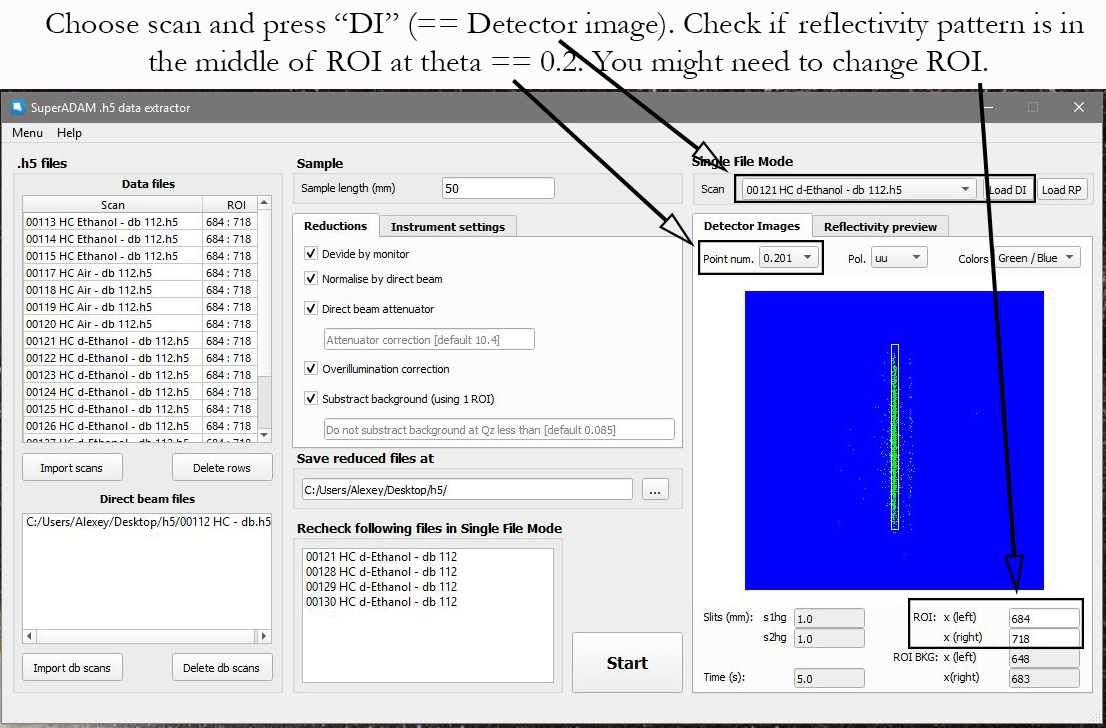 Choose scan and press “DI” (== Detector image). Check if reflectivity pattern is in
the middle of ROI at theta == 0.2. You might need to change ROI.
SuperADAM .h5 data extractor
Menu Help
.h5 files
Data files
Scan ROI
00113 HC Ethanol - db 112.h5 684 : 718
00114 HC Ethanol - db 112.h5 684 : 718
00115 HC Ethanol - db 112.h5 684 : 718
00117 HC Air - db 112.h5 684 : 718
00118 HC Air - db 112.h5 684 : 718
00119 HC Air - db 112.h5 684 : 718
00120 HC Air - db 112.h5 684 : 718
00121 HC d-Ethanol - db 112.h5 684 : 718
00122 HC d-Ethanol - db 112.h5 684 : 718
00123 HC d-Ethanol - db 112.h5 684 : 718
00124 HC d-Ethanol - db 112.h5 684 : 718
00125 HC d-Ethanol - db 112.h5 684 : 718
00126 HC d-Ethanol - db 112.h5 684 : 718
Import scans Delete rows
Direct beam files
C:/Users/Alexey/Desktop/h5/00112 HC - db.h5
Import db scans Delete db scans
Sample
Sample length (mm) 50
Reductions Instrument settings
Devide by monitor
Normalise by direct beam
Direct beam attenuator
Attenuator correction [default 10.4]
Overillumination correction
Substract background (using 1 ROI)
Do not substract background at Qz less than [default 0.085]
Save reduced files at
C:/Users/Alexey/Desktop/h5/ ...
Recheck following files in Single File Mode
00121 HC d-Ethanol - db 112
00128 HC d-Ethanol - db 112
00129 HC d-Ethanol - db 112
00130 HC d-Ethanol - db 112
Start
Single File Mode
Scan 00121 HC d-Ethanol - db 112.h5 Load DI Load RP
Detector Images Reflectivity preview
Point num. 0.201 Pol. uu Colors Green / Blue
Slits (mm): s1hg 1.0 ROI: x (left) 684
s2hg 1.0 x (right) 718
ROI BKG: x (left) 648
Time (s): 5.0 x(right) 683